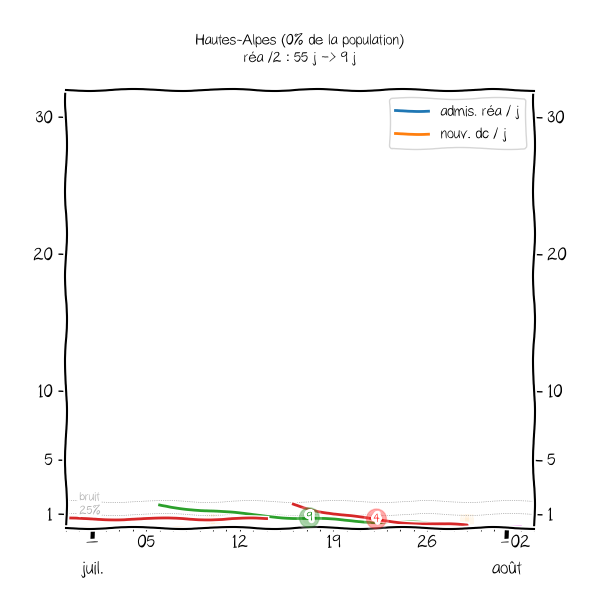 Hautes-Alpes (0% de la population)
réa /2 : 55 j -> 9 j
admis. réa / j
nouv. dc / j
30
30
20
20
10
10
5
5
bruit
25%
1
1
9
4
05
12
19
26
02
juil.
août